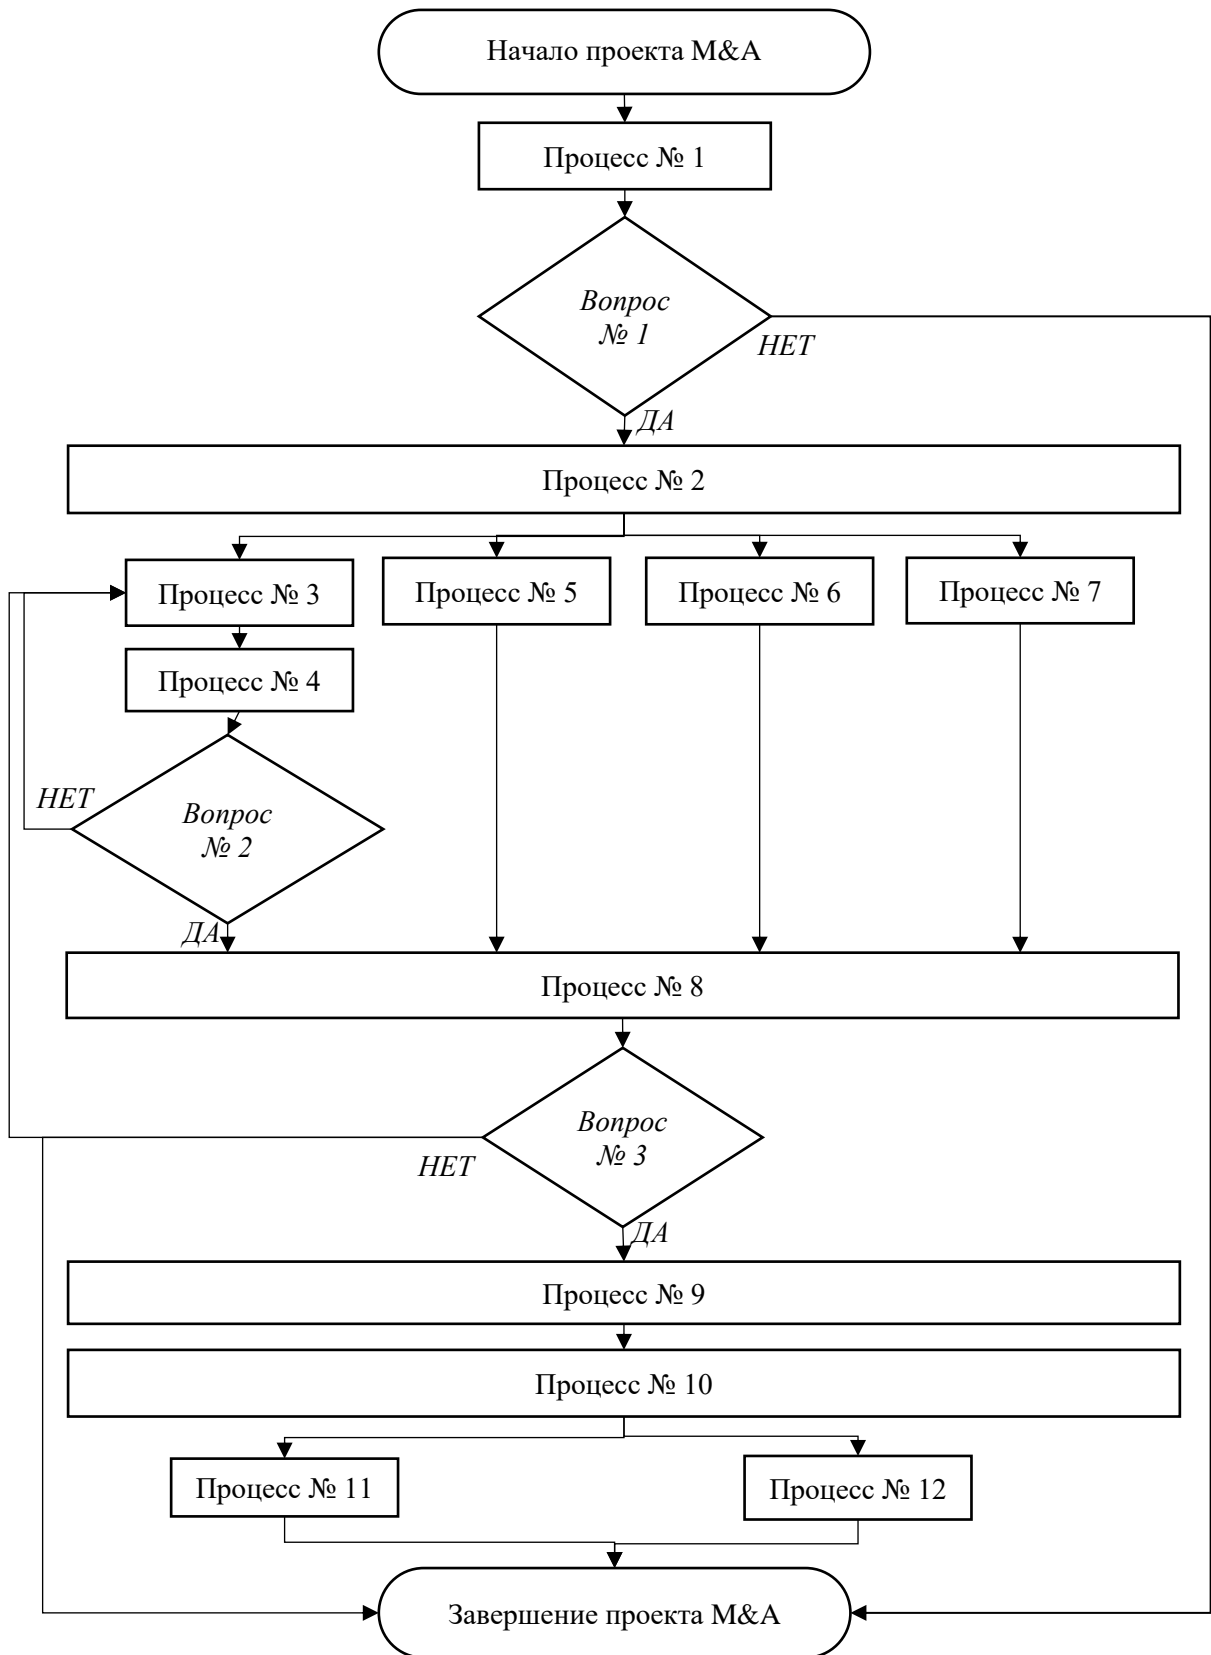 Начало проекта M&A
Процесс № 1
Вопрос
№ 1
НЕТ
ДА
Процесс № 2
Процесс № 3
Процесс № 5
Процесс № 6
Процесс № 7
Процесс № 4
НЕТ
Вопрос
№ 2
ДА
Процесс № 8
Вопрос
№ 3
НЕТ
ДА
Процесс № 9
Процесс № 10
Процесс № 11
Процесс № 12
Завершение проекта M&A